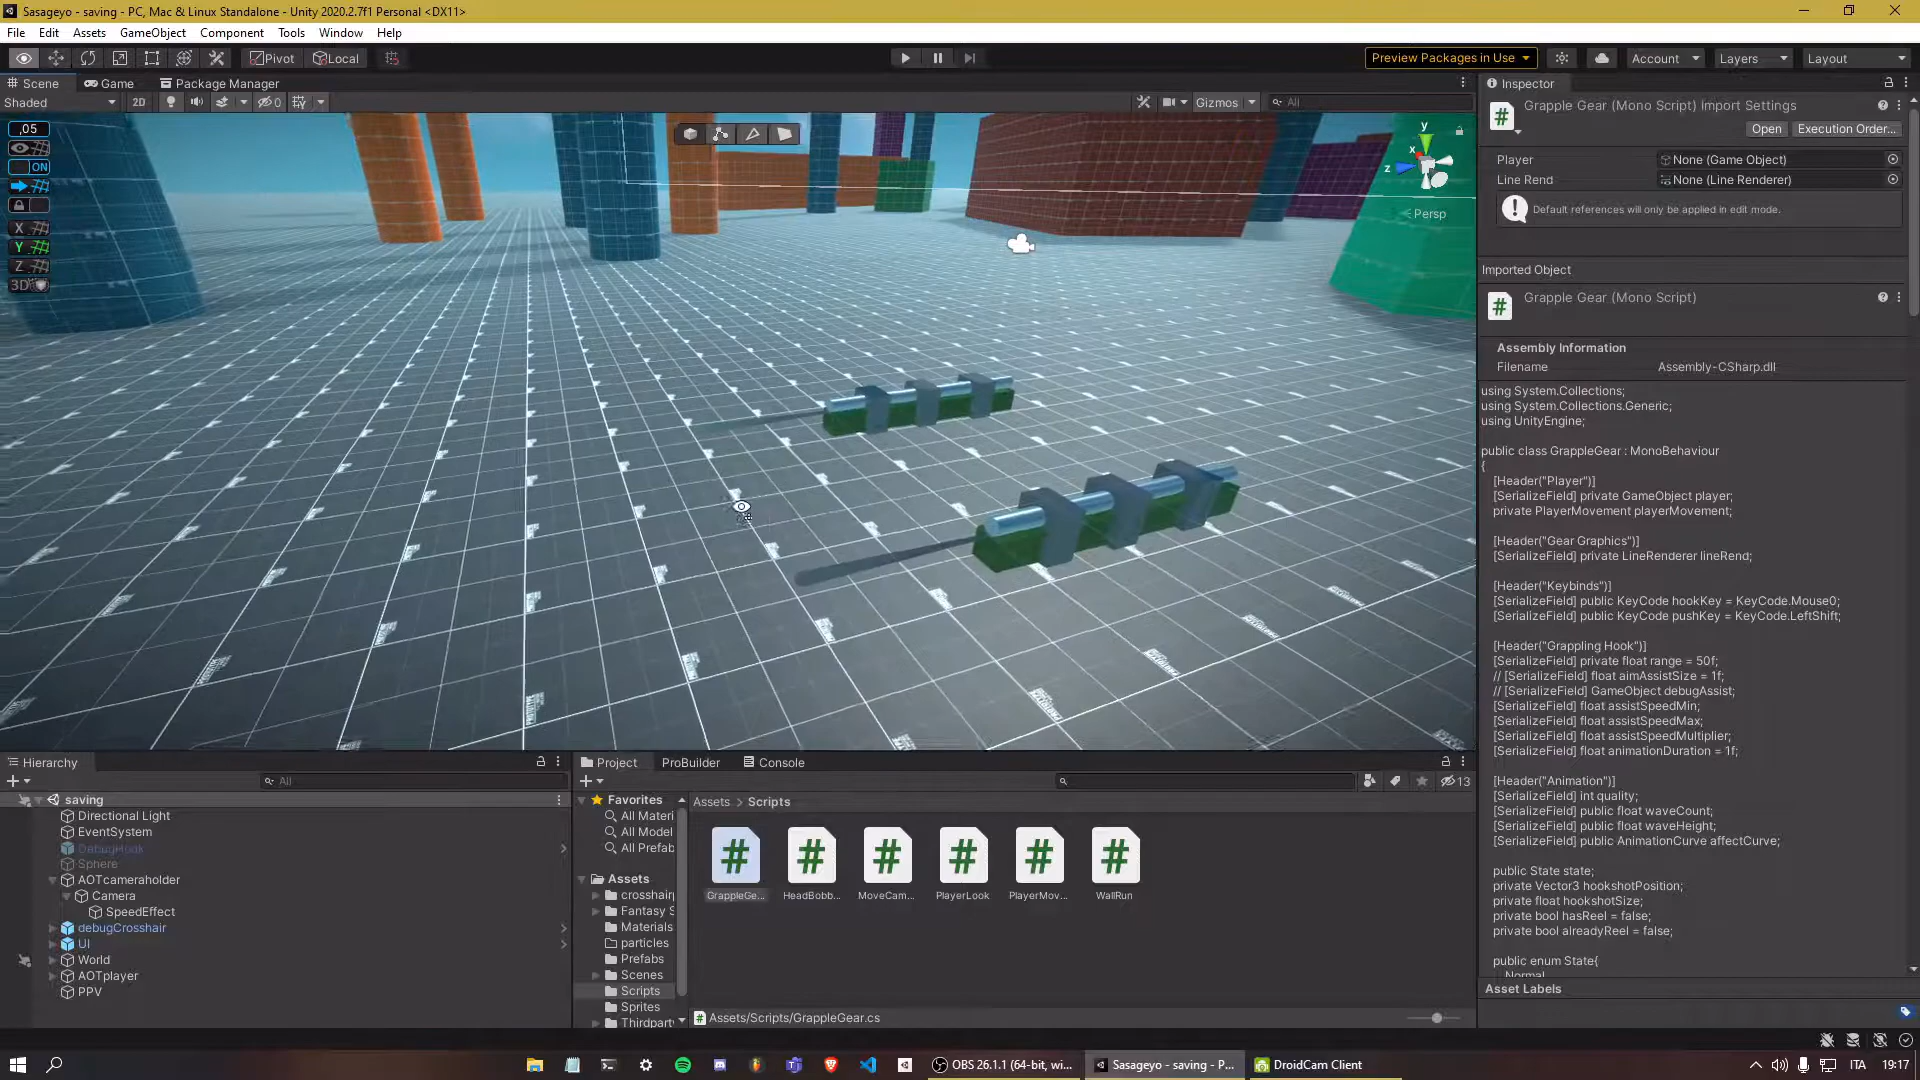 Sasageyo - saving - PC, Mac & Linux Standalone - Unity 2020.2.7f1 Personal <DX11>
File Edit Assets GameObject Component Tools Window Help
Pivot Local Preview Packages in Use Account Layers Layout
Scene Game Package Manager Inspector
Shaded 2D 0 Gizmos All
Grapple Gear (Mono Script) Import Settings
Open Execution Order...
,05
ON
X
Y
Z
3D
y
x
z
Persp
Player None (Game Object)
Line Rend None (Line Renderer)
Default references will only be applied in edit mode.
Imported Object
Grapple Gear (Mono Script)
Assembly Information
Filename Assembly-CSharp.dll
using System.Collections;
using System.Collections.Generic;
using UnityEngine;
public class GrappleGear : MonoBehaviour
{
[Header("Player")]
[SerializeField] private GameObject player;
private PlayerMovement playerMovement;
[Header("Gear Graphics")]
[SerializeField] private LineRenderer lineRend;
[Header("Keybinds")]
[SerializeField] public KeyCode hookKey = KeyCode.Mouse0;
[SerializeField] public KeyCode pushKey = KeyCode.LeftShift;
[Header("Grappling Hook")]
[SerializeField] private float range = 50f;
// [SerializeField] float aimAssistSize = 1f;
// [SerializeField] GameObject debugAssist;
[SerializeField] float assistSpeedMin;
[SerializeField] float assistSpeedMax;
[SerializeField] float assistSpeedMultiplier;
[SerializeField] float animationDuration = 1f;
[Header("Animation")]
[SerializeField] int quality;
[SerializeField] public float waveCount;
[SerializeField] public float waveHeight;
[SerializeField] public AnimationCurve affectCurve;
public State state;
private Vector3 hookshotPosition;
private float hookshotSize;
private bool hasReel = false;
private bool alreadyReel = false;
public enum State{
Normal
Asset Labels
Hierarchy
All
saving
Directional Light
EventSystem
DebugHook
Sphere
AOTcameraholder
Camera
SpeedEffect
debugCrosshair
UI
World
AOTplayer
PPV
Project ProBuilder Console
13
Favorites
All Materi
All Model
All Prefab
Assets
crosshair
Fantasy S
Materials
particles
Prefabs
Scenes
Scripts
Sprites
Thirdpart
Assets > Scripts
GrappleGe... HeadBobb... MoveCam... PlayerLook PlayerMov... WallRun
Assets/Scripts/GrappleGear.cs
OBS 26.1.1 (64-bit, wi... Sasageyo - saving - P... DroidCam Client ITA 19:17